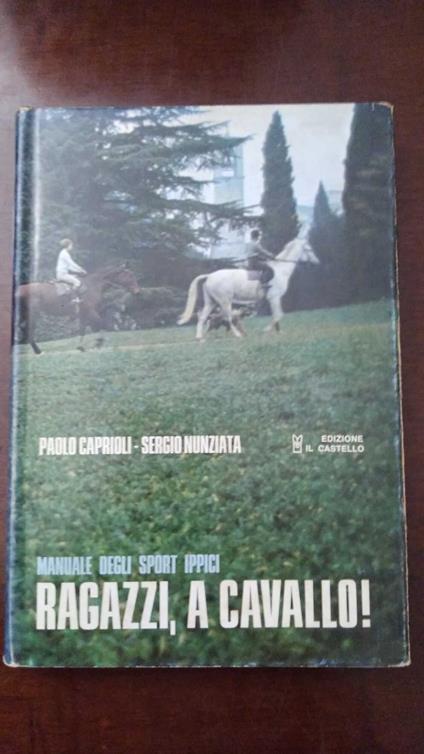 PAOLO CAPRIOLI - SERGIO NUNZIATA
EDIZIONE
IL CASTELLO
MANUALE DEGLI SPORT IPPICI
RAGAZZI, A CAVALLO!